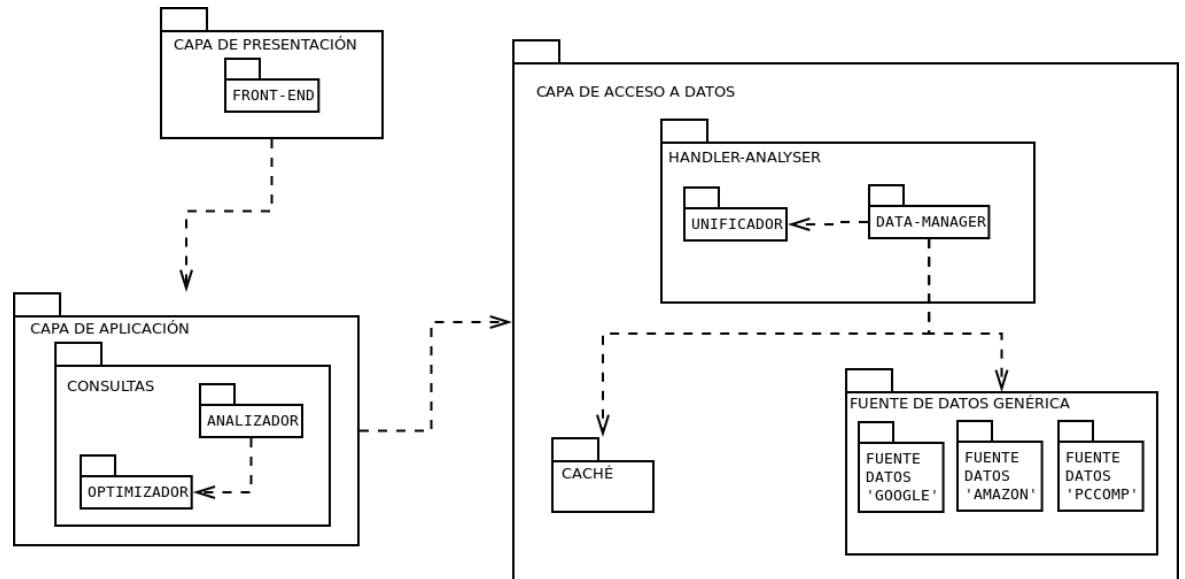 CAPA DE PRESENTACIÓN
FRONT-END
CAPA DE ACCESO A DATOS
HANDLER-ANALYSER
UNIFICADOR
DATA-MANAGER
CAPA DE APLICACIÓN
CONSULTAS
ANALIZADOR
OPTIMIZADOR
CACHÉ
FUENTE DE DATOS GENÉRICA
FUENTE
DATOS
'GOOGLE'
FUENTE
DATOS
'AMAZON'
FUENTE
DATOS
'PCCOMP'